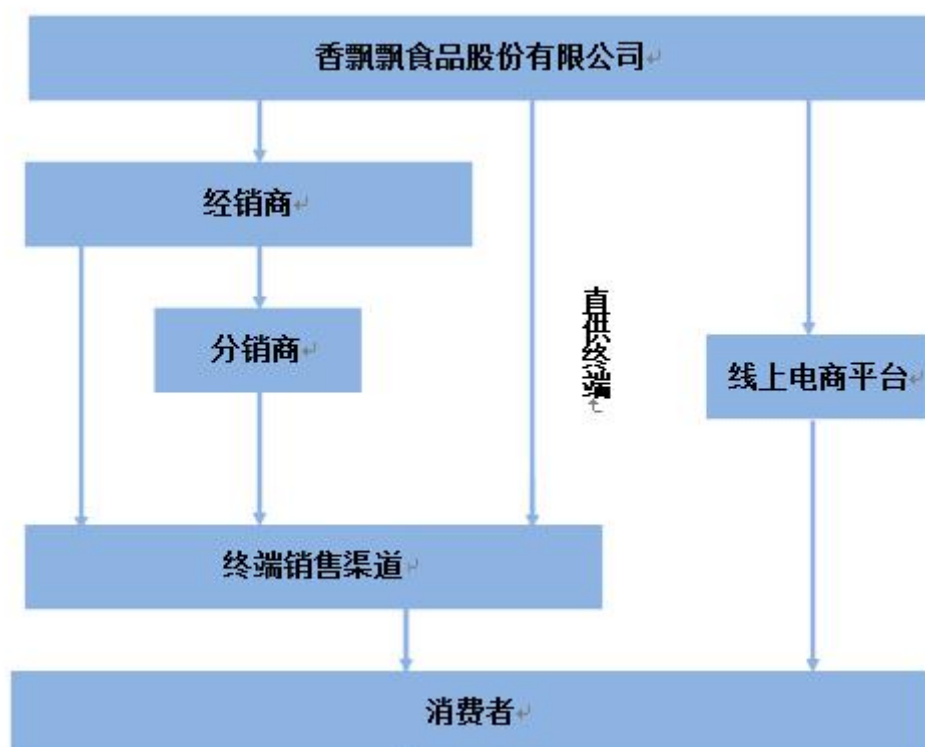 香飘飘食品股份有限公司
经销商
分销商
直供终端
线上电商平台
终端销售渠道
消费者